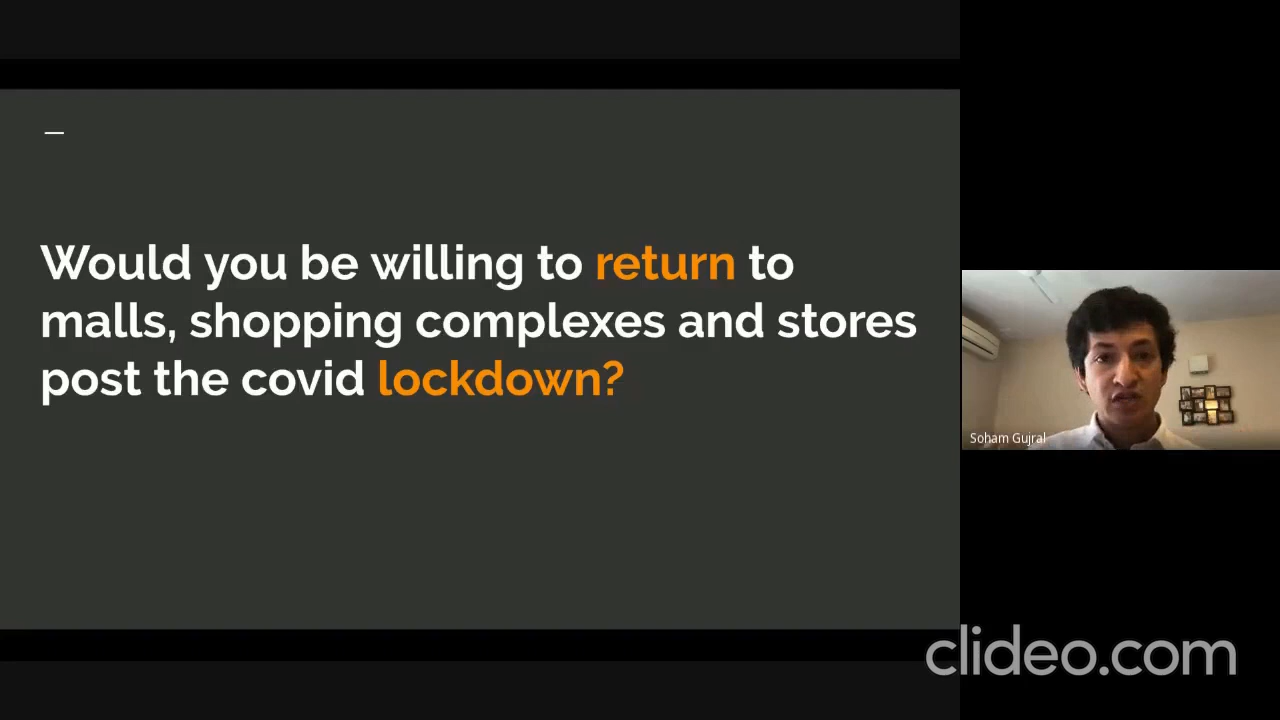 Would you be willing to return to
malls, shopping complexes and stores
post the covid lockdown?
Soham Gujral
clideo.com